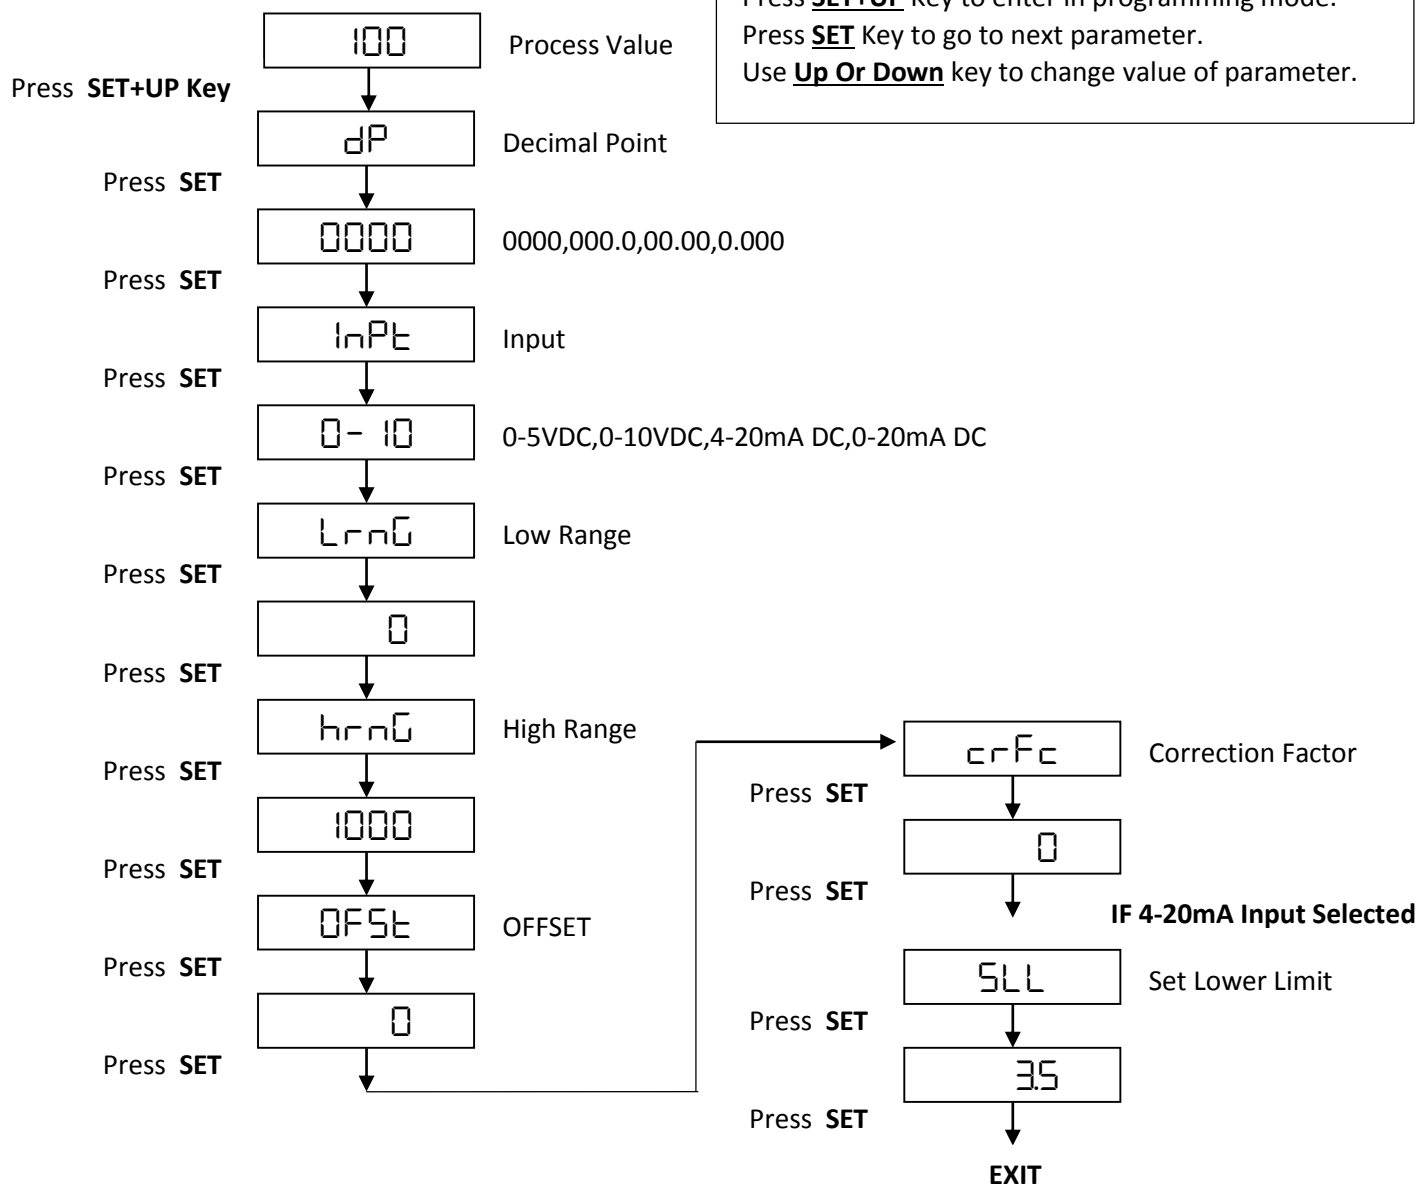 Press SET+UP Key to enter in programming mode.
Press SET Key to go to next parameter.
Use Up Or Down key to change value of parameter.
100
Process Value
Press SET+UP Key
dP
Decimal Point
Press SET
0000
0000,000.0,00.00,0.000
Press SET
InPt
Input
Press SET
0-10
0-5VDC,0-10VDC,4-20mA DC,0-20mA DC
Press SET
LrnG
Low Range
Press SET
0
Press SET
hrnG
High Range
Press SET
1000
Press SET
OFSt
OFFSET
Press SET
0
Press SET
crFc
Correction Factor
Press SET
0
Press SET
IF 4-20mA Input Selected
SLL
Set Lower Limit
Press SET
3.5
Press SET
EXIT